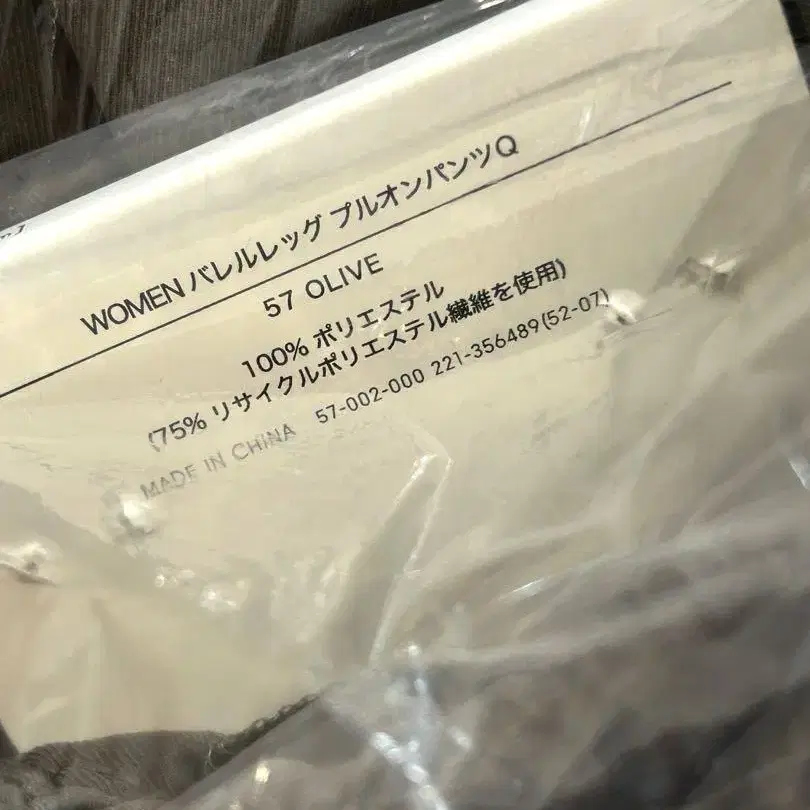 WOMEN バレルレッグ プルオンパンツQ
57 OLIVE
100% ポリエステル
(75% リサイクルポリエステル繊維を使用)
57-002-000 221-356489(52-07)
MADE IN CHINA